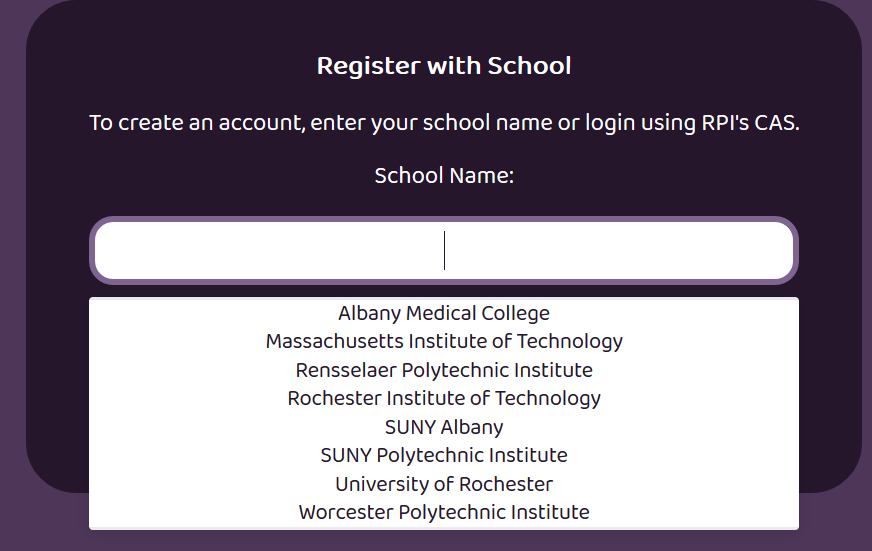 Register with School
To create an account, enter your school name or login using RPI's CAS.
School Name:
Albany Medical College
Massachusetts Institute of Technology
Rensselaer Polytechnic Institute
Rochester Institute of Technology
SUNY Albany
SUNY Polytechnic Institute
University of Rochester
Worcester Polytechnic Institute